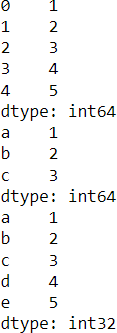 0    1
1    2
2    3
3    4
4    5
dtype: int64
a    1
b    2
c    3
dtype: int64
a    1
b    2
c    3
d    4
e    5
dtype: int32